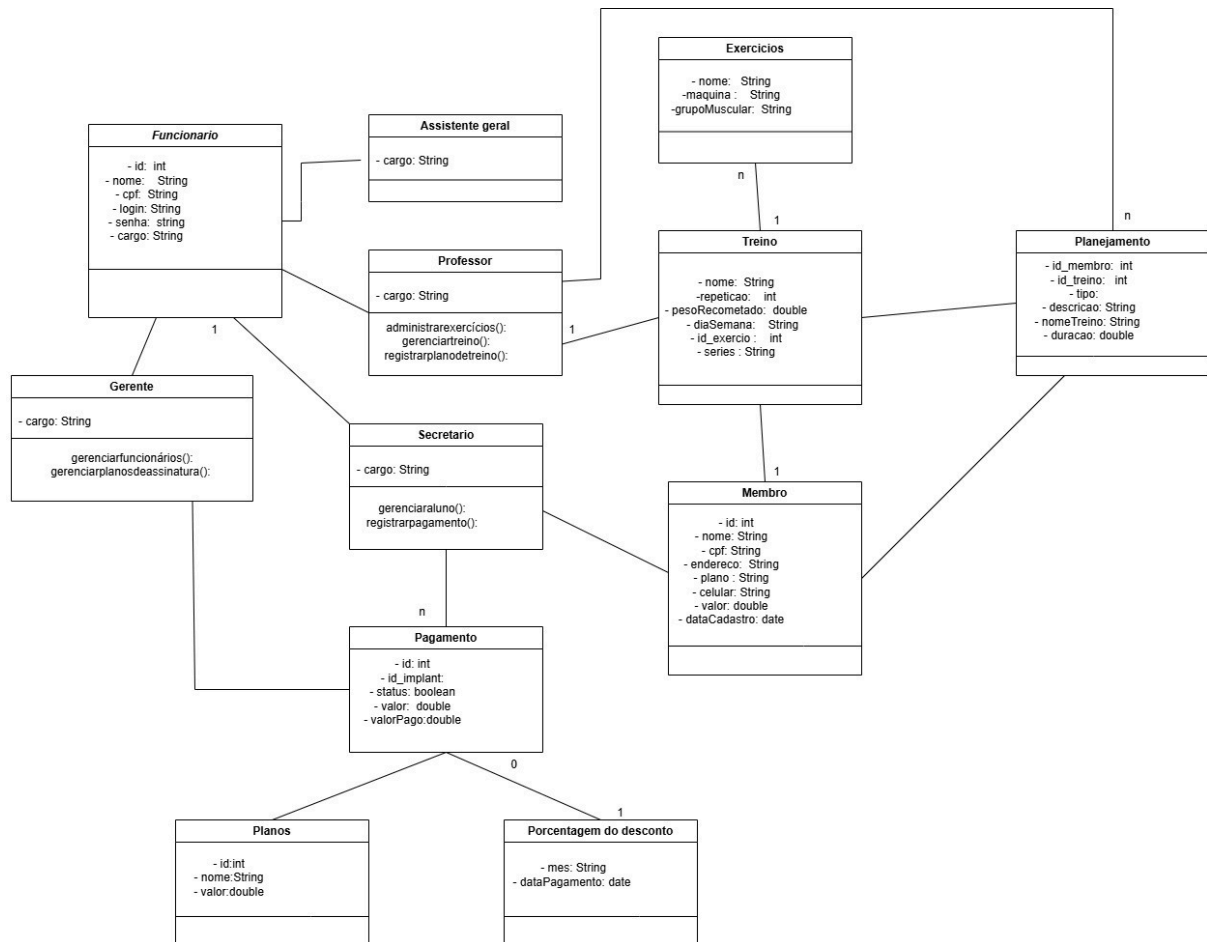 Exercicios
- nome: String
-maquina : String
-grupoMuscular: String
n
Funcionario
- id: int
- nome: String
- cpf: String
- login: String
- senha: string
- cargo: String
1
Assistente geral
- cargo: String
Professor
- cargo: String
administrarexercícios():
gerenciartreino():
registrarplanodetreino():
1
1
Treino
- nome: String
-repeticao: int
- pesoRecometado: double
- diaSemana: String
- id_exercio : int
- series : String
n
Planejamento
- id_membro: int
- id_treino: int
- tipo:
- descricao: String
- nomeTreino: String
- duracao: double
Gerente
- cargo: String
gerenciarfuncionários():
gerenciarplanosdeassinatura():
Secretario
- cargo: String
gerenciaraluno():
registrarpagamento():
n
1
Membro
- id: int
- nome: String
- cpf: String
- endereco: String
- plano : String
- celular: String
- valor: double
- dataCadastro: date
Pagamento
- id: int
- id_implant:
- status: boolean
- valor: double
- valorPago:double
0
1
Planos
- id:int
- nome:String
- valor:double
Porcentagem do desconto
- mes: String
- dataPagamento: date